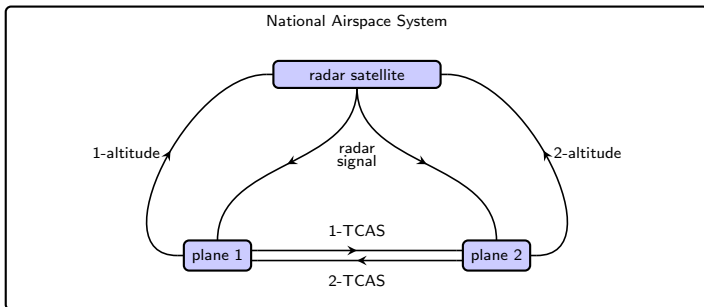 National Airspace System
radar satellite
1-altitude
radar
signal
2-altitude
1-TCAS
plane 1
plane 2
2-TCAS